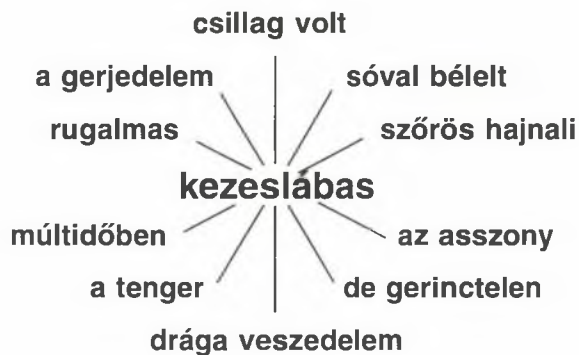 csillag volt
a gerjedelem
sóval bélelt
rugalmas
szőrös hajnali
kezeslábas
múltidőben
az asszony
a tenger
de gerinctelen
drága veszedelem